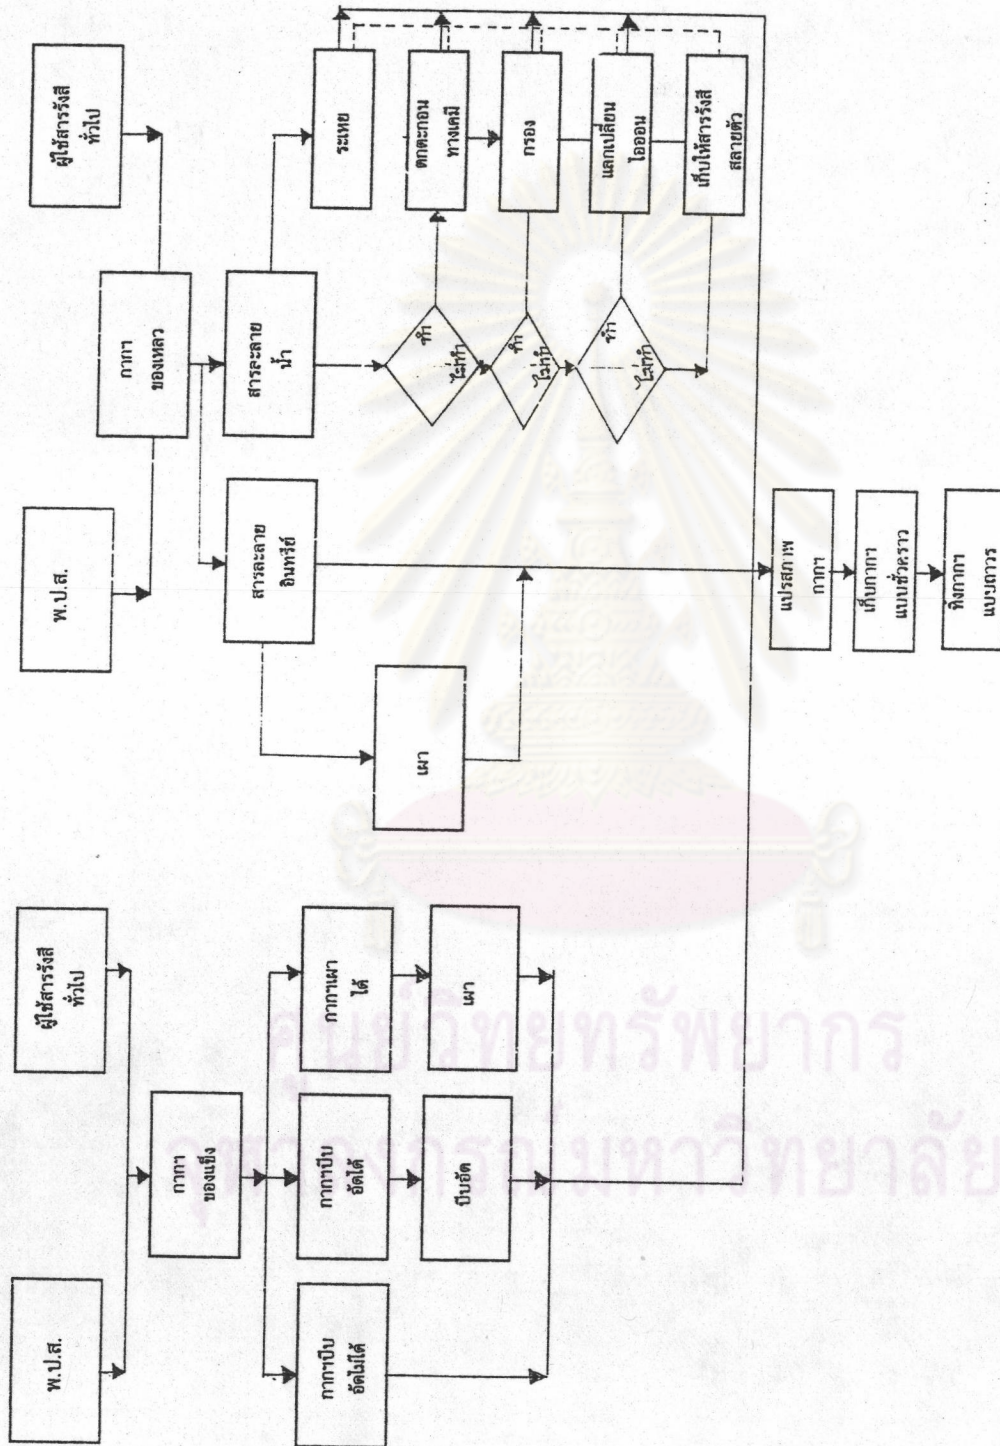 พ.ป.ส.
ผู้ใช้สารรังสี
ทั่วไป
กากฯ
ของแข็ง
กากฯบีบ
อัดไม่ได้
กากฯบีบ
อัดได้
กากฯเผา
ได้
บีบอัด
เผา
พ.ป.ส.
ผู้ใช้สารรังสี
ทั่วไป
กากฯ
ของเหลว
สารละลาย
อินทรีย์
สารละลาย
น้ำ
เผา
ระเหย
ทำ
ไม่ทำ
ตกตะกอน
ทางเคมี
ทำ
ไม่ทำ
กรอง
ทำ
ไม่ทำ
แลกเปลี่ยน
ไอออน
เก็บให้สารรังสี
สลายตัว
แปรสภาพ
กากฯ
เก็บกากฯ
แบบชั่วคราว
ทิ้งกากฯ
แบบถาวร
ศูนย์วิทยทรัพยากร
จุฬาลงกรณ์มหาวิทยาลัย